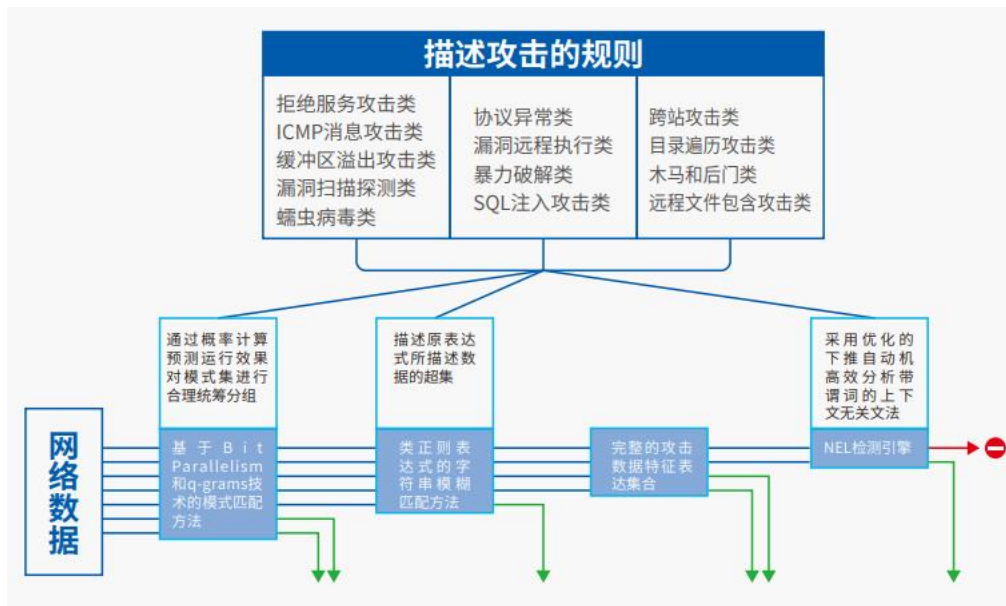 描述攻击的规则
拒绝服务攻击类
ICMP消息攻击类
缓冲区溢出攻击类
漏洞扫描探测类
蠕虫病毒类
协议异常类
漏洞远程执行类
暴力破解类
SQL注入攻击类
跨站攻击类
目录遍历攻击类
木马和后门类
远程文件包含攻击类
通过概率计算
预测运行效果
对模式集进行
合理统筹分组
描述原表达
式所描述数
据的超集
采用优化的
下推自动机
高效分析带
谓词的上下
文无关文法
网络数据
基于Bit
Parallelism
和q-grams技
术的模式匹配
方法
类正则表
达式的字
符串模糊
匹配方法
完整的攻击
数据特征表
达集合
NEL检测引擎